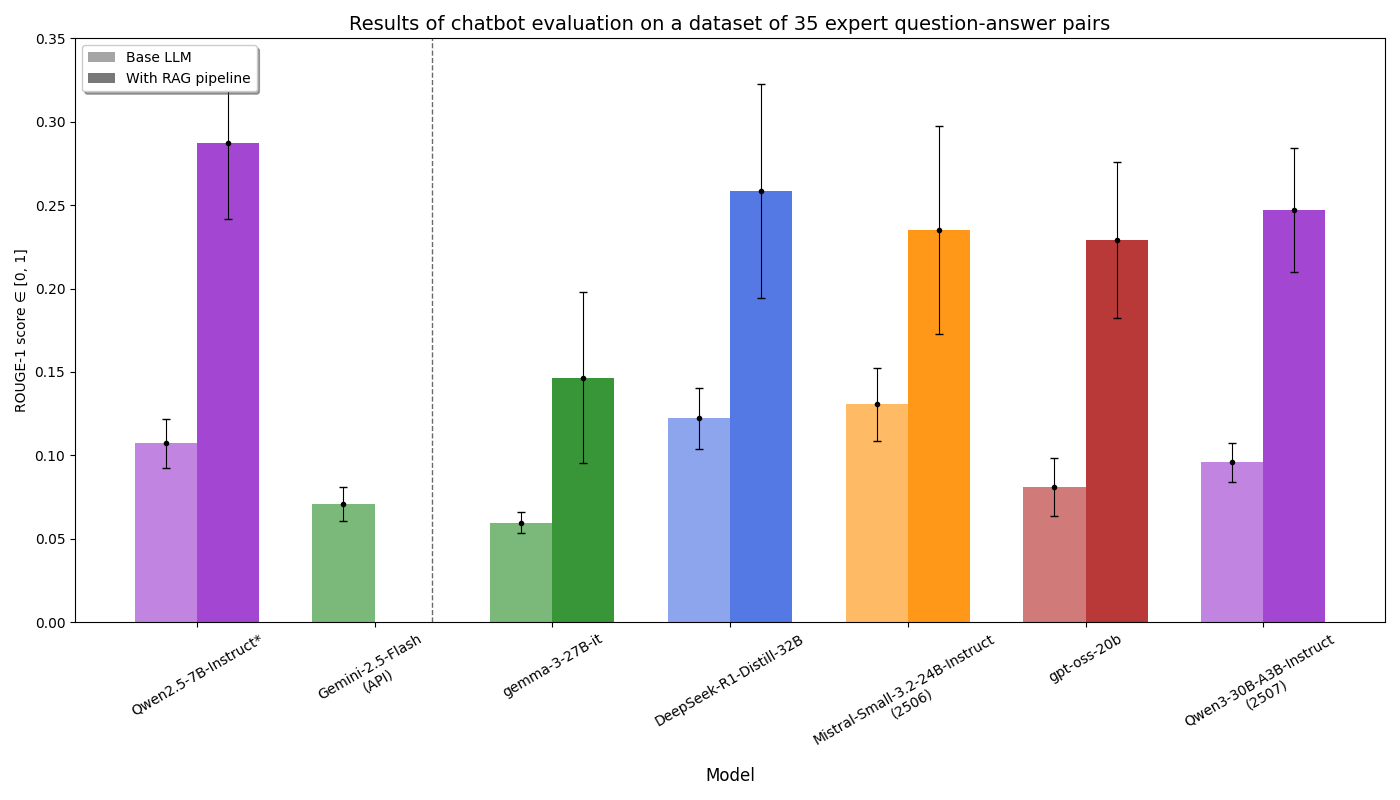 Results of chatbot evaluation on a dataset of 35 expert question-answer pairs
Base LLM
With RAG pipeline
ROUGE-1 score ∈ [0, 1]
0.35
0.30
0.25
0.20
0.15
0.10
0.05
0.00
Qwen2.5-7B-Instruct*
Gemini-2.5-Flash
(API)
gemma-3-27B-it
DeepSeek-R1-Distill-32B
Mistral-Small-3.2-24B-Instruct
(2506)
gpt-oss-20b
Qwen3-30B-A3B-Instruct
(2507)
Model